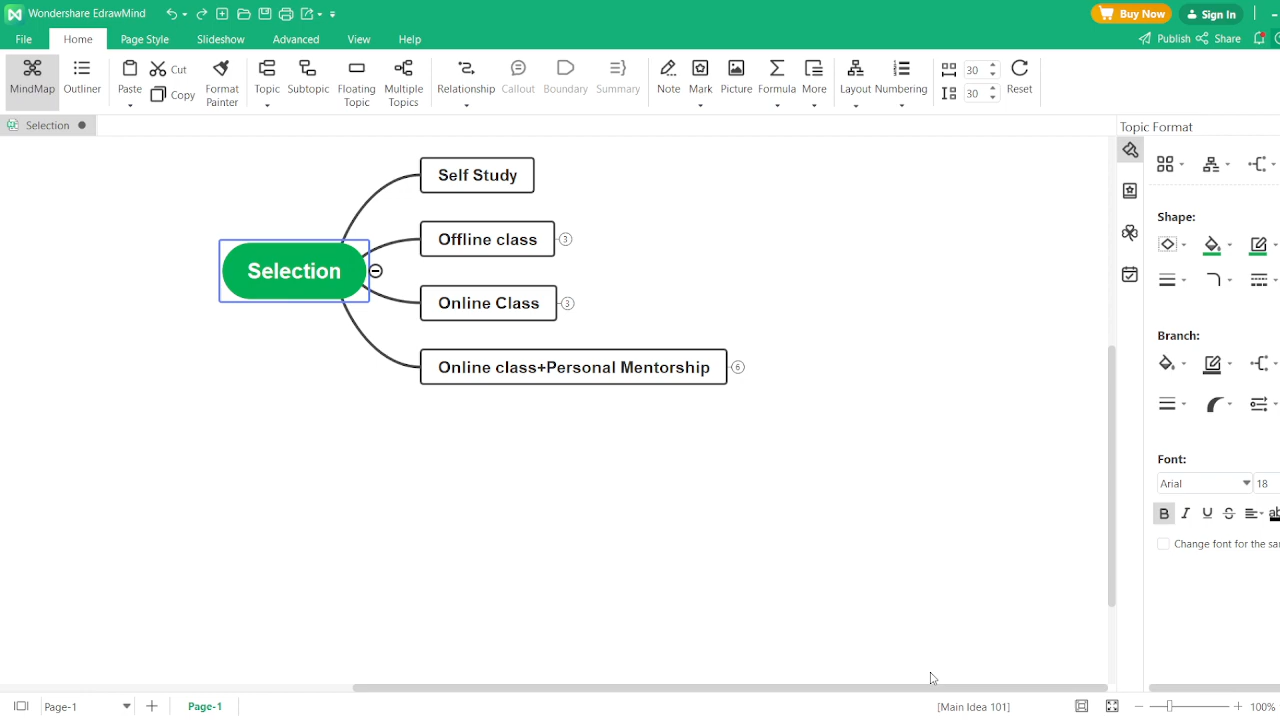 Wondershare EdrawMind
Buy Now
Sign In
File Home Page Style Slideshow Advanced View Help
Publish Share
MindMap Outliner Paste Cut Copy Format Painter Topic Subtopic Floating Topic Multiple Topics Relationship Callout Boundary Summary Note Mark Picture Formula More Layout Numbering 30 30 Reset
Selection
Topic Format
Self Study
Offline class 3
Selection
Online Class 3
Online class+Personal Mentorship 6
Shape:
Branch:
Font:
Arial 18
B I U S ab
Change font for the sa
Page-1 Page-1 [Main Idea 101] 100%